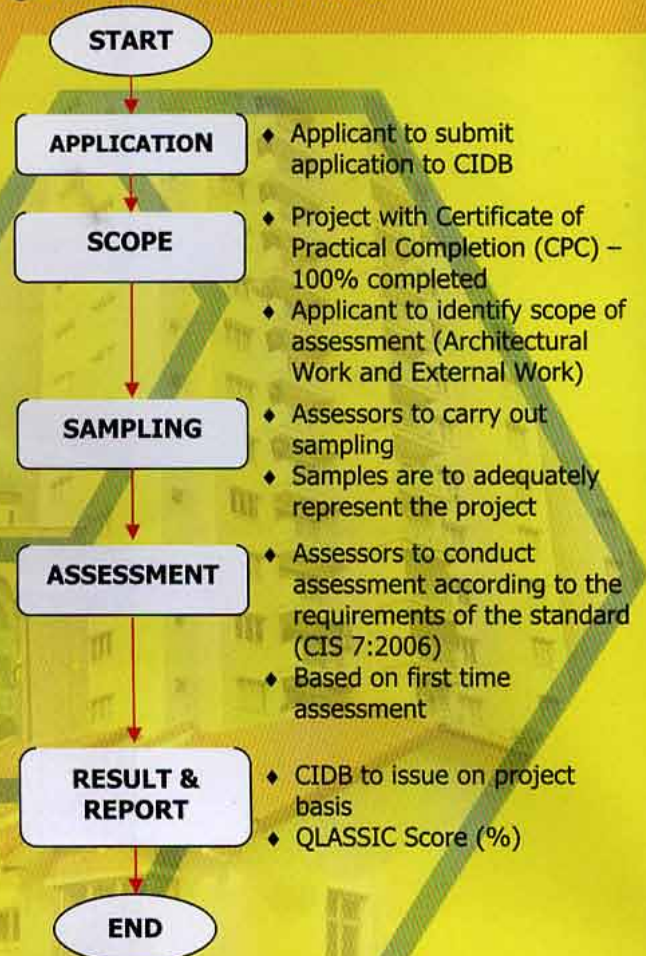 START
APPLICATION
♦ Applicant to submit
application to CIDB
SCOPE
♦ Project with Certificate of
Practical Completion (CPC) –
100% completed
♦ Applicant to identify scope of
assessment (Architectural
Work and External Work)
SAMPLING
♦ Assessors to carry out
sampling
♦ Samples are to adequately
represent the project
ASSESSMENT
♦ Assessors to conduct
assessment according to the
requirements of the standard
(CIS 7:2006)
♦ Based on first time
assessment
RESULT &
REPORT
♦ CIDB to issue on project
basis
♦ QLASSIC Score (%)
END